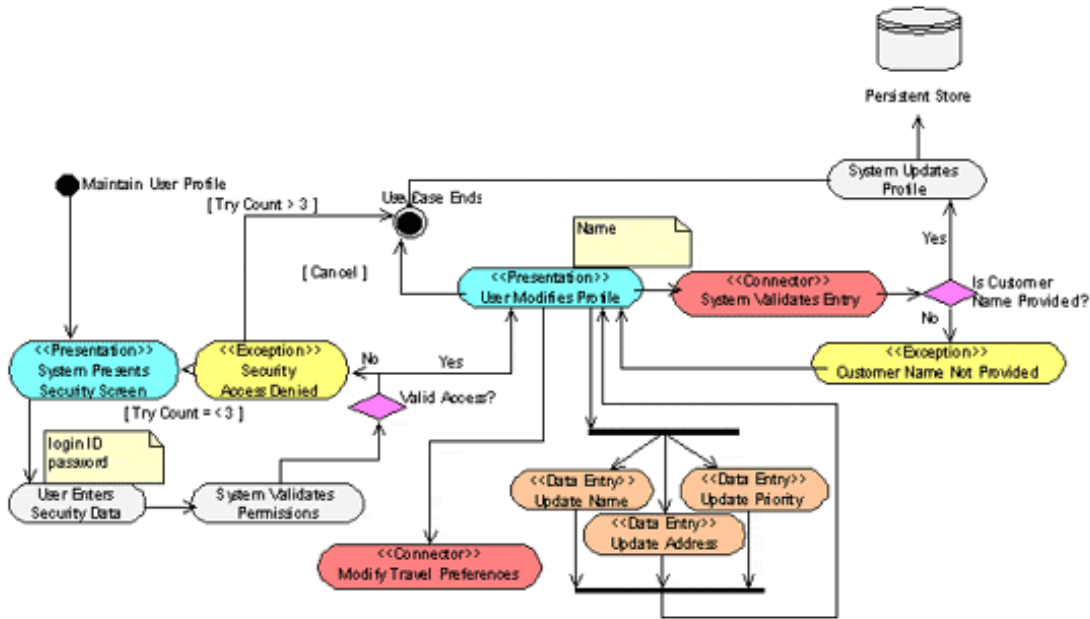 Persistent Store
System Updates
Profile
Maintain User Profile
Use Case Ends
[ Try Count > 3 ]
Name
Yes
[ Cancel ]
<<Presentation>>
User Modifies Profile
<<Connector>>
System Validates Entry
Is Customer
Name Provided?
No
<<Presentation>>
System Presents
Security Screen
<<Exception>>
Security
Access Denied
No
Yes
<<Exception>>
Customer Name Not Provided
Valid Access?
[ Try Count = < 3 ]
login ID
password
User Enters
Security Data
System Validates
Permissions
<<Data Entry>>
Update Name
<<Data Entry>>
Update Priority
<<Data Entry>>
Update Address
<<Connector>>
Modify Travel Preferences